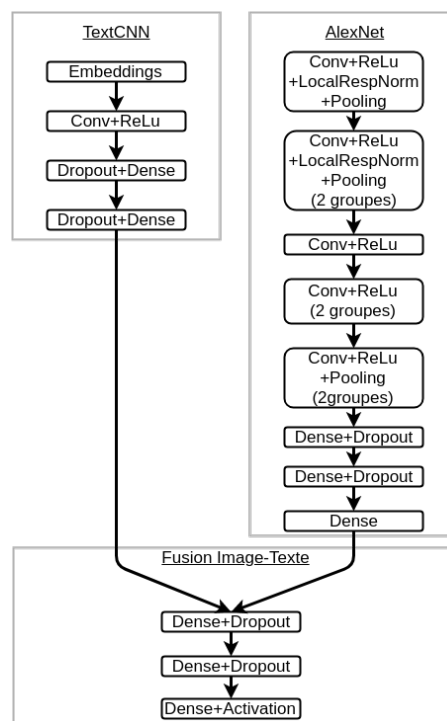 TextCNN
Embeddings
Conv+ReLu
Dropout+Dense
Dropout+Dense
AlexNet
Conv+ReLu
+LocalRespNorm
+Pooling
Conv+ReLu
+LocalRespNorm
+Pooling
(2 groupes)
Conv+ReLu
Conv+ReLu
(2 groupes)
Conv+ReLu
+Pooling
(2groupes)
Dense+Dropout
Dense+Dropout
Dense
Fusion Image-Texte
Dense+Dropout
Dense+Dropout
Dense+Activation